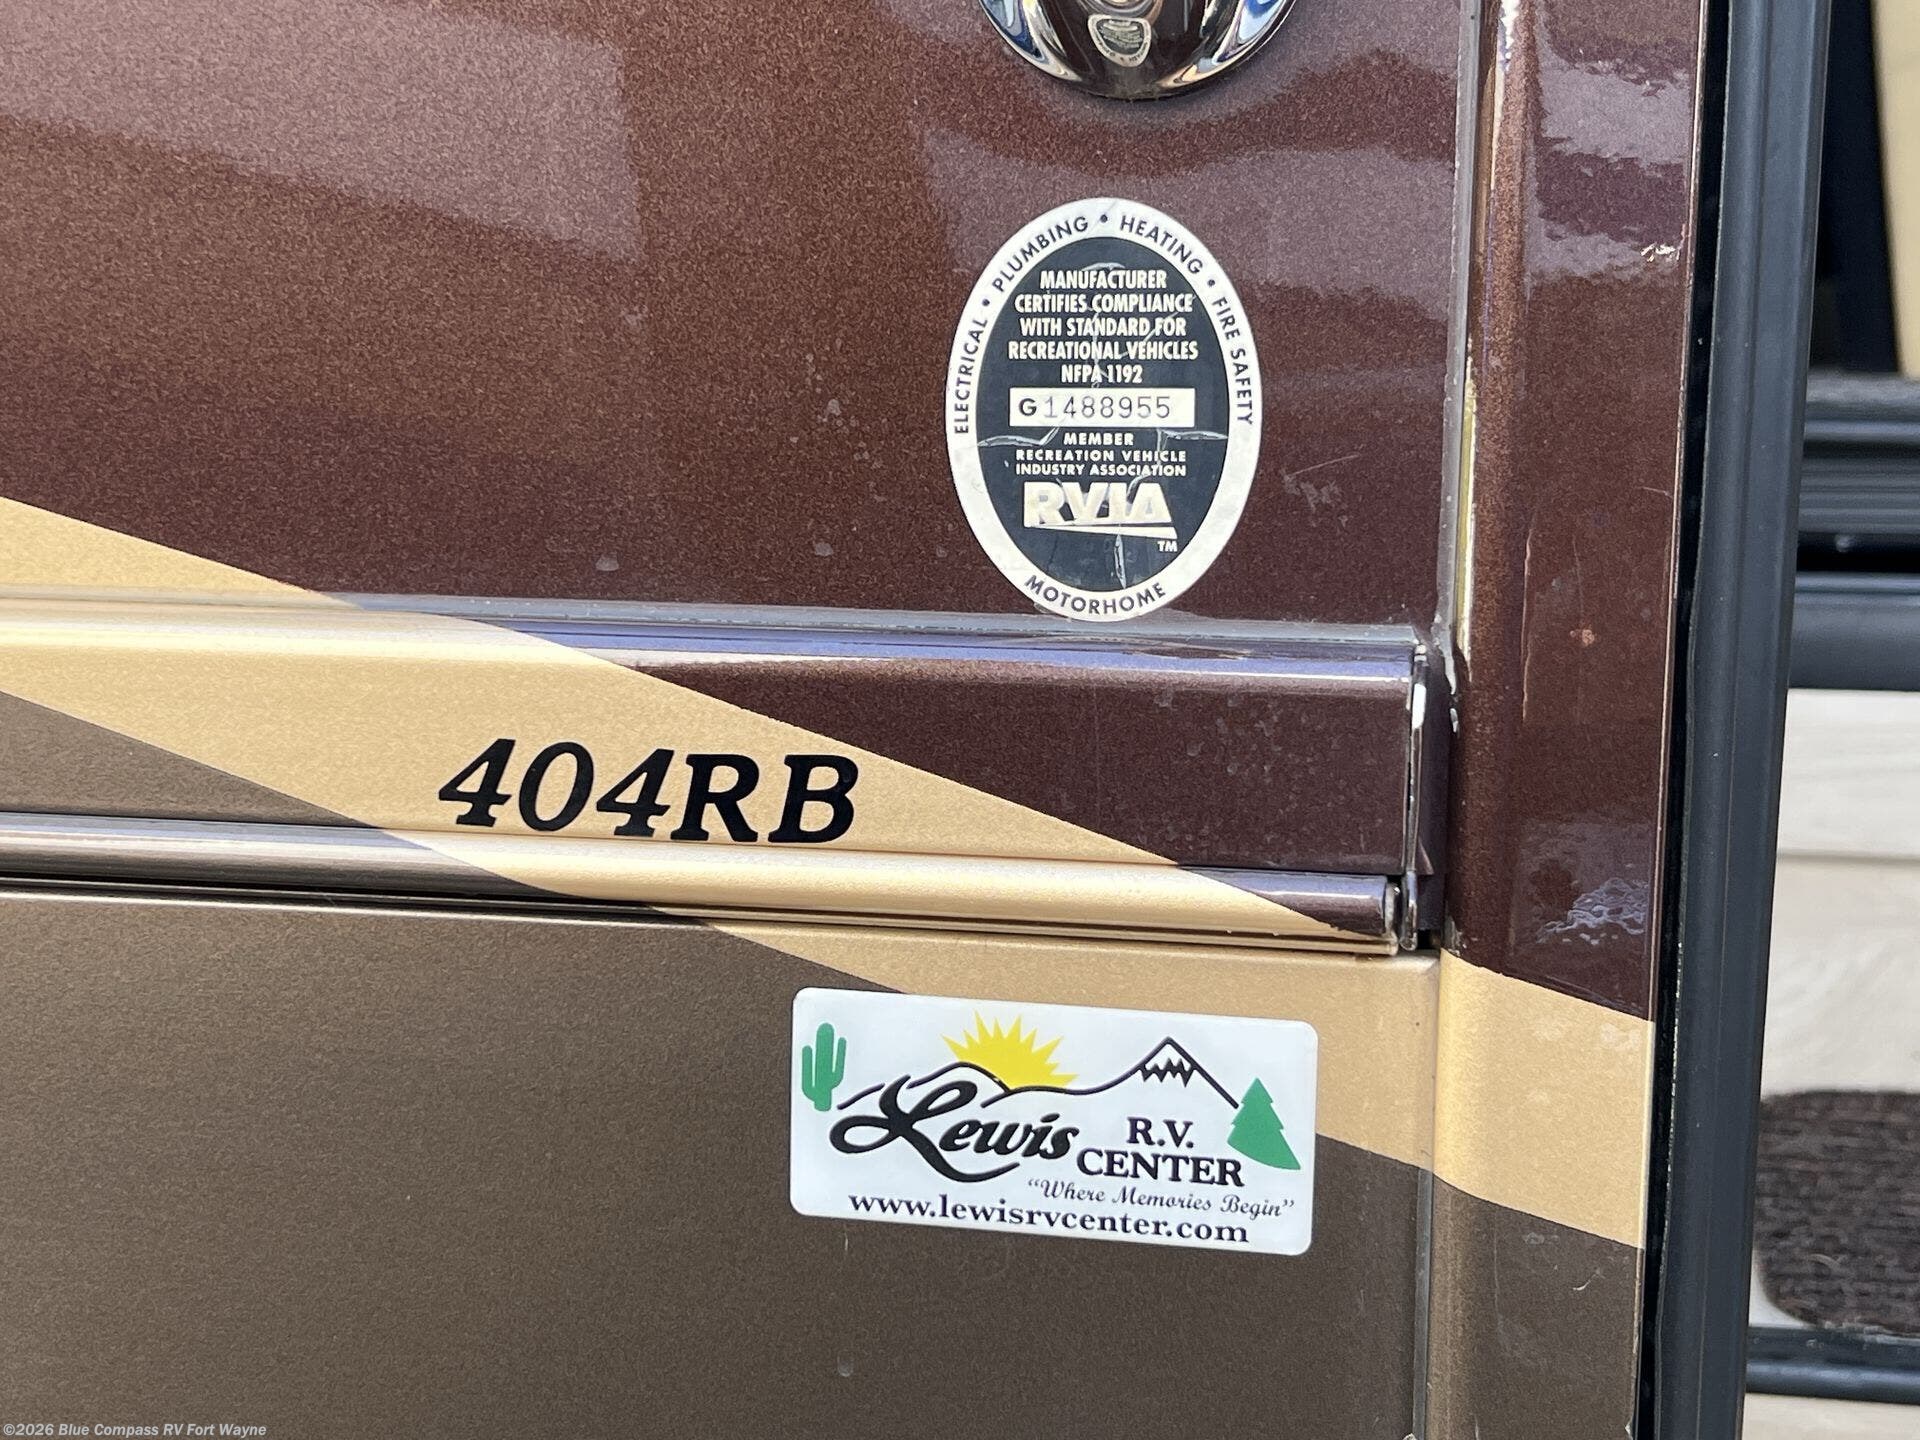 ELECTRICAL • PLUMBING • HEATING • FIRE SAFETY
MANUFACTURER
CERTIFIES COMPLIANCE
WITH STANDARD FOR
RECREATIONAL VEHICLES
NFPA 1192
G1488955
MEMBER
RECREATION VEHICLE
INDUSTRY ASSOCIATION
RVIA
TM
MOTORHOME
404RB
Lewis R.V.
CENTER
"Where Memories Begin"
www.lewisrvcenter.com
©2026 Blue Compass RV Fort Wayne